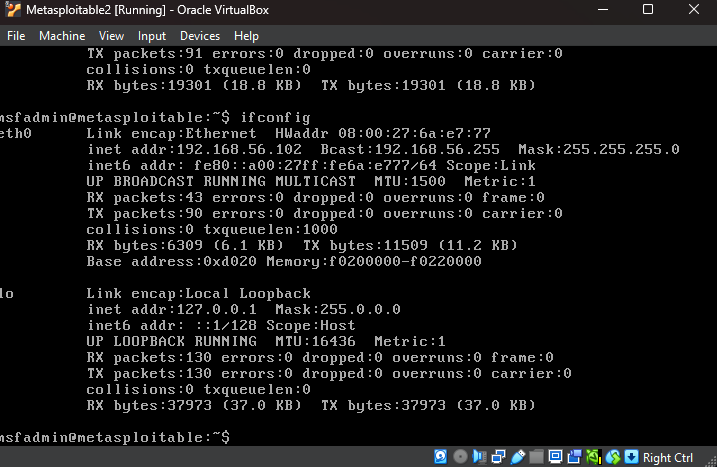 Metasploitable2 [Running] - Oracle VirtualBox
File Machine View Input Devices Help
TX packets:91 errors:0 dropped:0 overruns:0 carrier:0
collisions:0 txqueuelen:0
RX bytes:19301 (18.8 KB) TX bytes:19301 (18.8 KB)
msfadmin@metasploitable:~$ ifconfig
eth0 Link encap:Ethernet HWaddr 08:00:27:6a:e7:77
inet addr:192.168.56.102 Bcast:192.168.56.255 Mask:255.255.255.0
inet6 addr: fe80::a00:27ff:fe6a:e777/64 Scope:Link
UP BROADCAST RUNNING MULTICAST MTU:1500 Metric:1
RX packets:43 errors:0 dropped:0 overruns:0 frame:0
TX packets:90 errors:0 dropped:0 overruns:0 carrier:0
collisions:0 txqueuelen:1000
RX bytes:6309 (6.1 KB) TX bytes:11509 (11.2 KB)
Base address:0xd020 Memory:f0200000-f0220000
lo Link encap:Local Loopback
inet addr:127.0.0.1 Mask:255.0.0.0
inet6 addr: ::1/128 Scope:Host
UP LOOPBACK RUNNING MTU:16436 Metric:1
RX packets:130 errors:0 dropped:0 overruns:0 frame:0
TX packets:130 errors:0 dropped:0 overruns:0 carrier:0
collisions:0 txqueuelen:0
RX bytes:37973 (37.0 KB) TX bytes:37973 (37.0 KB)
msfadmin@metasploitable:~$
Right Ctrl